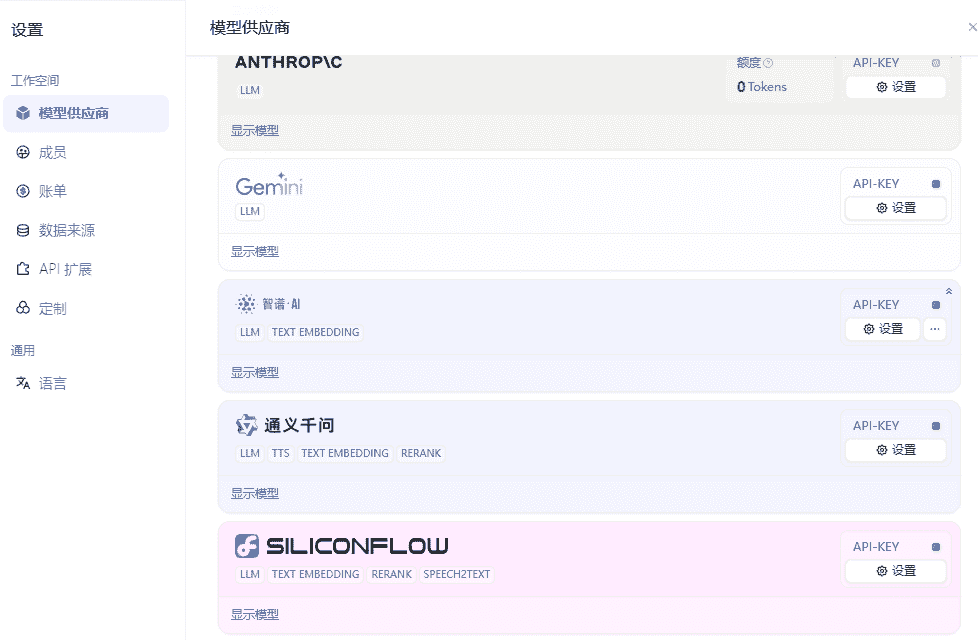 设置
模型供应商
工作空间
模型供应商
成员
账单
数据来源
API 扩展
定制
通用
语言
ANTHROP\C
LLM
额度
0 Tokens
API-KEY
设置
显示模型
Gemini
LLM
API-KEY
设置
显示模型
智谱·AI
LLM TEXT EMBEDDING
API-KEY
设置
显示模型
通义千问
LLM TTS TEXT EMBEDDING RERANK
API-KEY
设置
显示模型
SILICONFLOW
LLM TEXT EMBEDDING RERANK SPEECH2TEXT
API-KEY
设置
显示模型